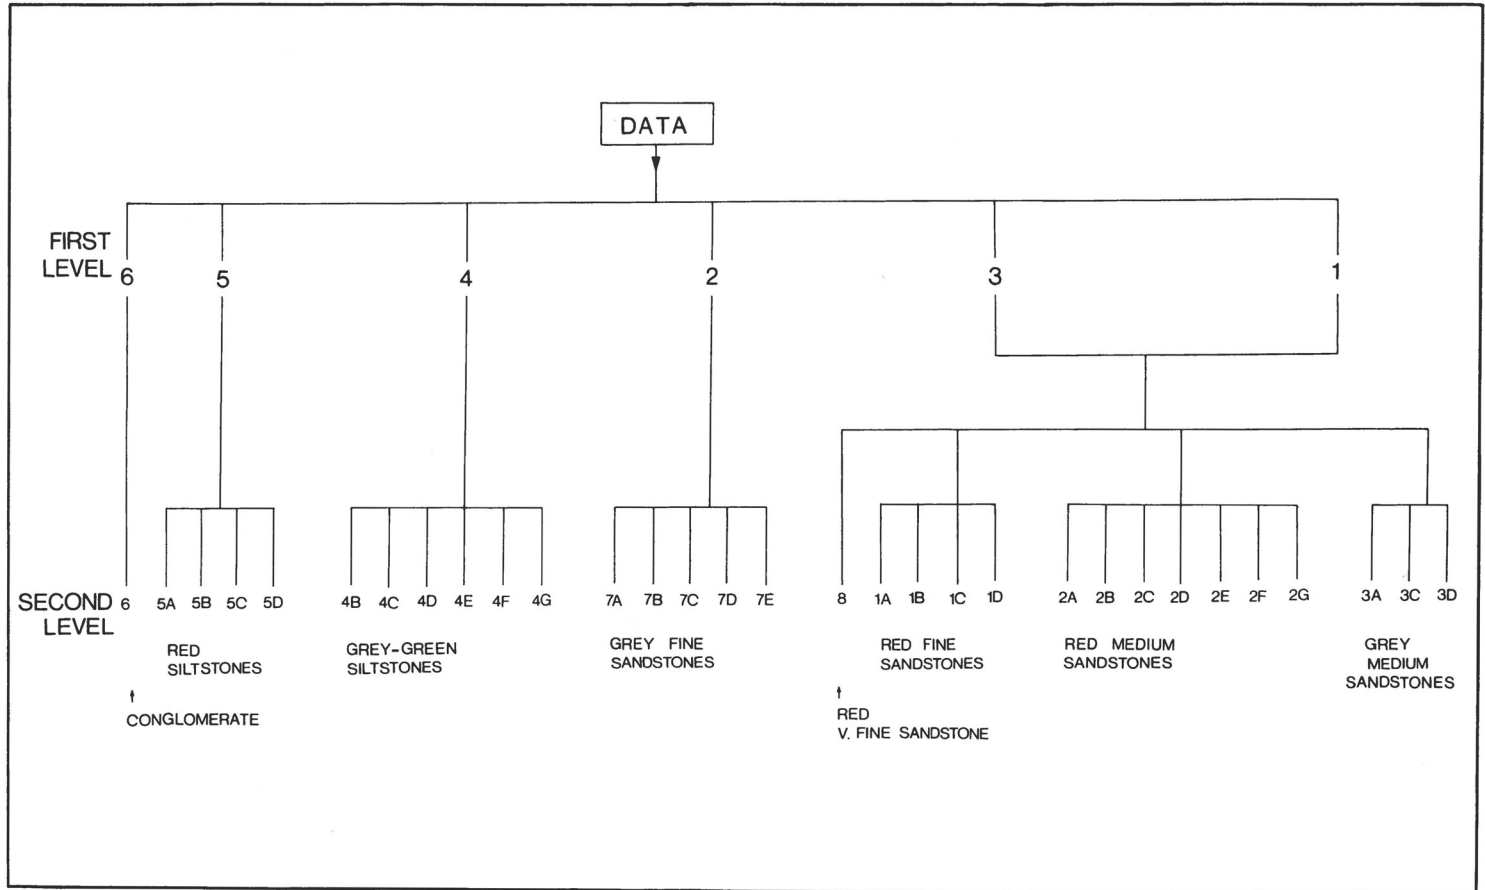 DATA
FIRST
LEVEL
6 5 4 2 3 1
SECOND
LEVEL
6 5A 5B 5C 5D 4B 4C 4D 4E 4F 4G 7A 7B 7C 7D 7E 8 1A 1B 1C 1D 2A 2B 2C 2D 2E 2F 2G 3A 3C 3D
RED
SILTSTONES
GREY-GREEN
SILTSTONES
GREY FINE
SANDSTONES
RED FINE
SANDSTONES
RED MEDIUM
SANDSTONES
GREY
MEDIUM
SANDSTONES
CONGLOMERATE
RED
V. FINE SANDSTONE